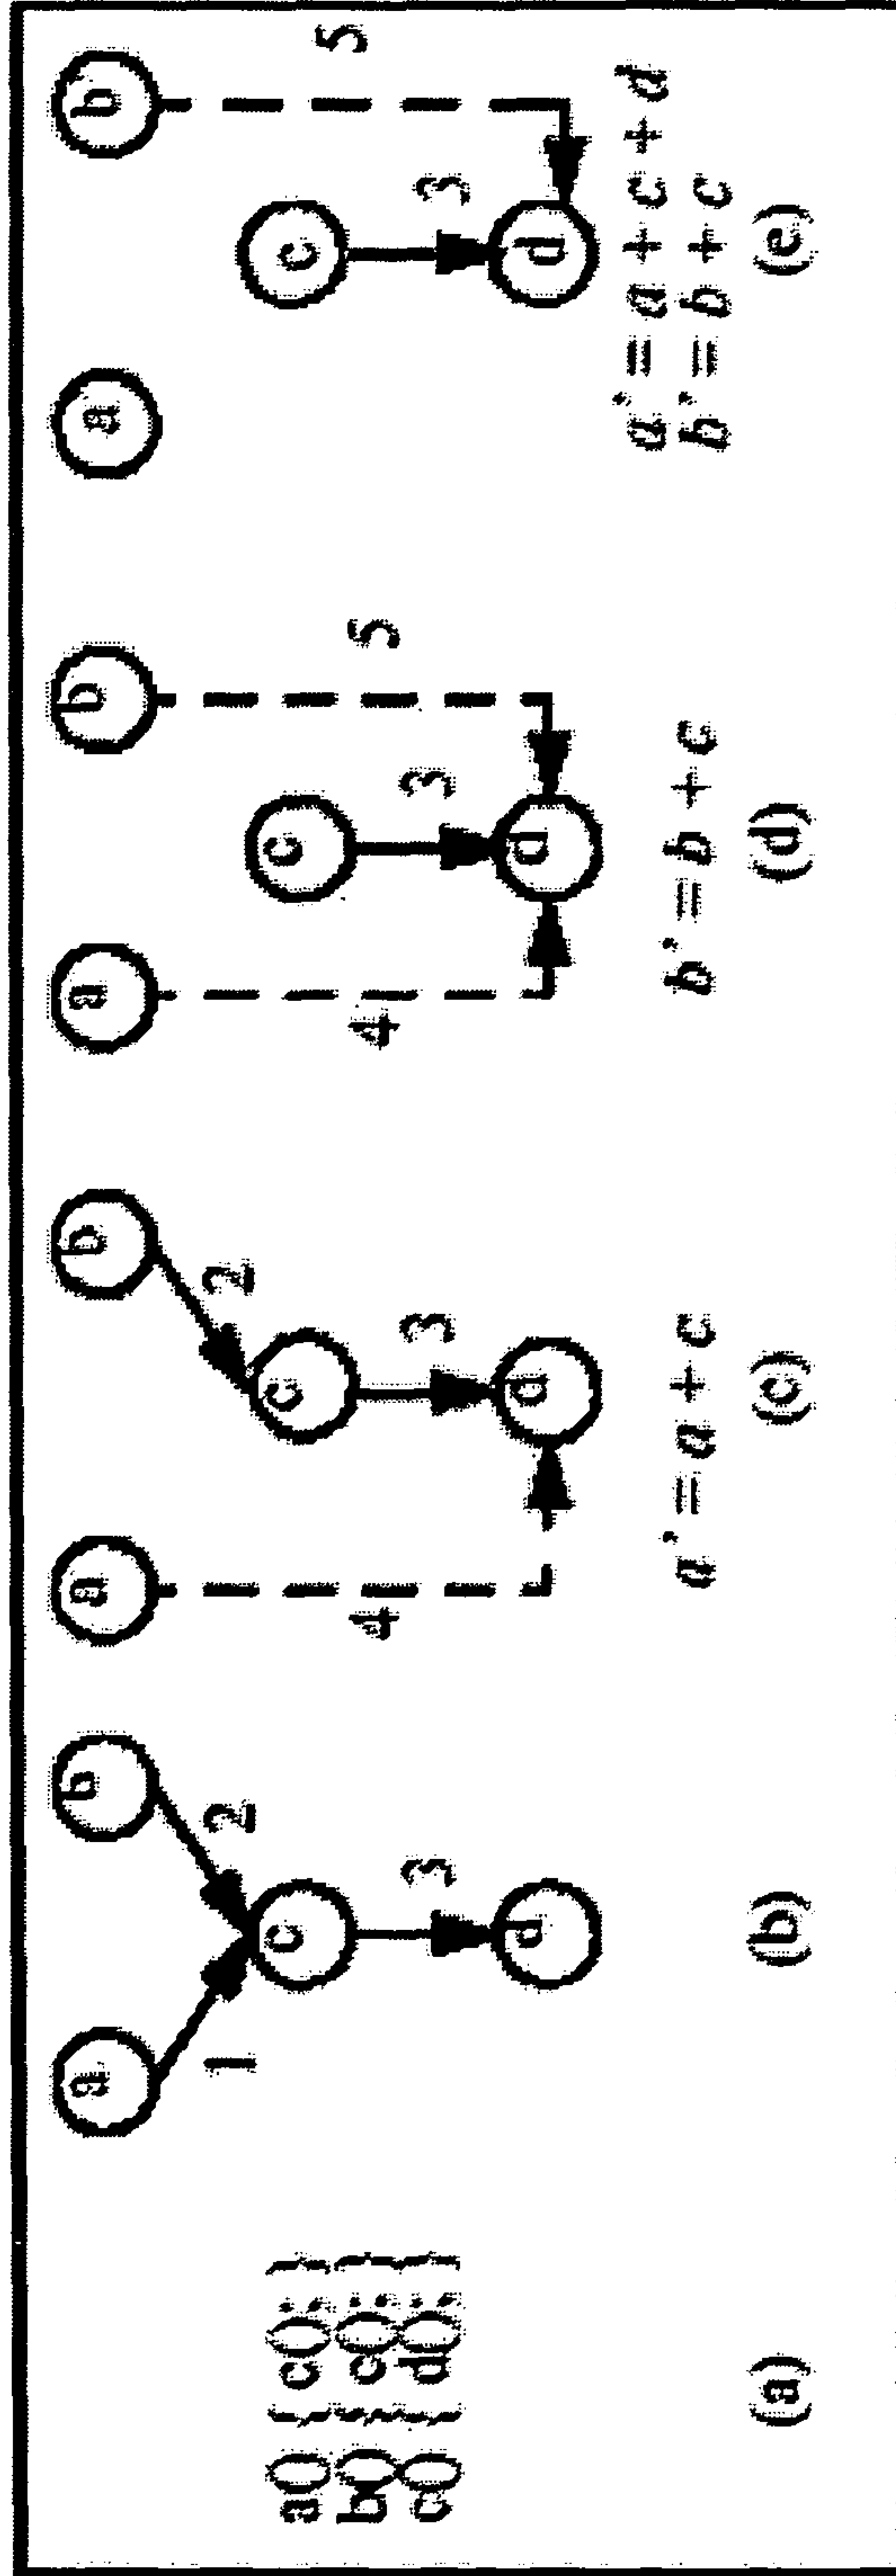 a() { c(); }
b() { c(); }
c() { d(); }
(a)
a
b
1
2
c
3
d
(b)
a
b
2
c
4
3
d
a' = a + c
(c)
a
b
c
4
3
5
d
b' = b + c
(d)
a
b
c
3
5
d
a' = a + c + d
b' = b + c
(e)